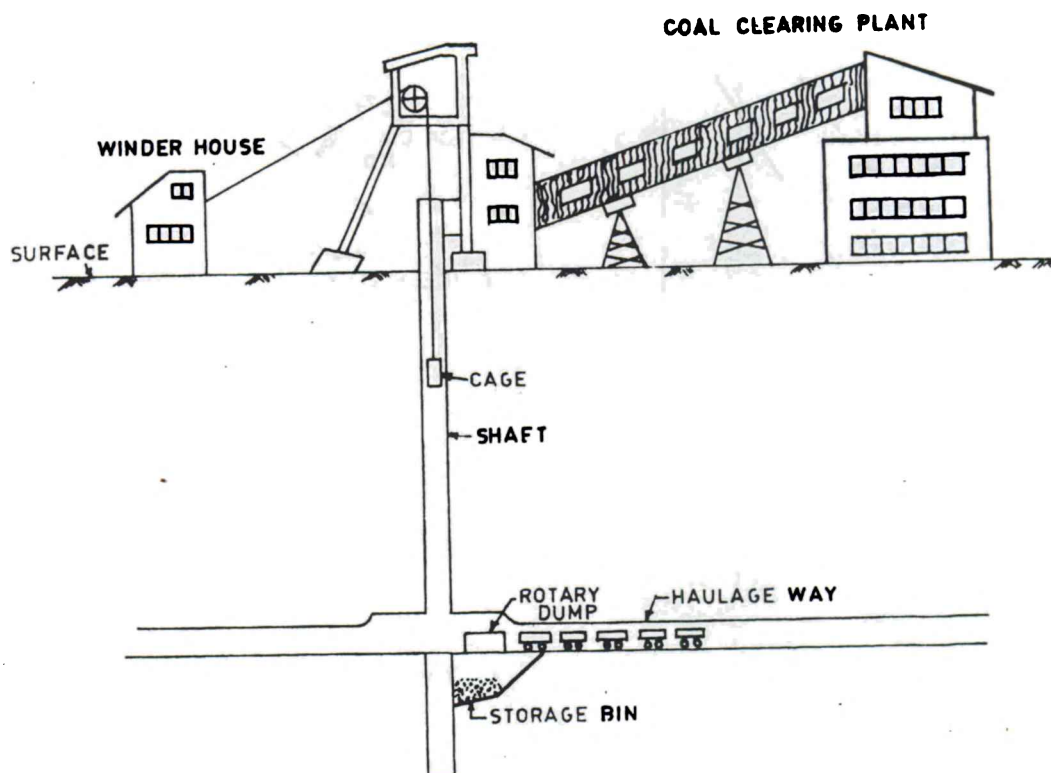 COAL CLEARING PLANT
WINDER HOUSE
SURFACE
CAGE
SHAFT
ROTARY
DUMP
HAULAGE WAY
STORAGE BIN